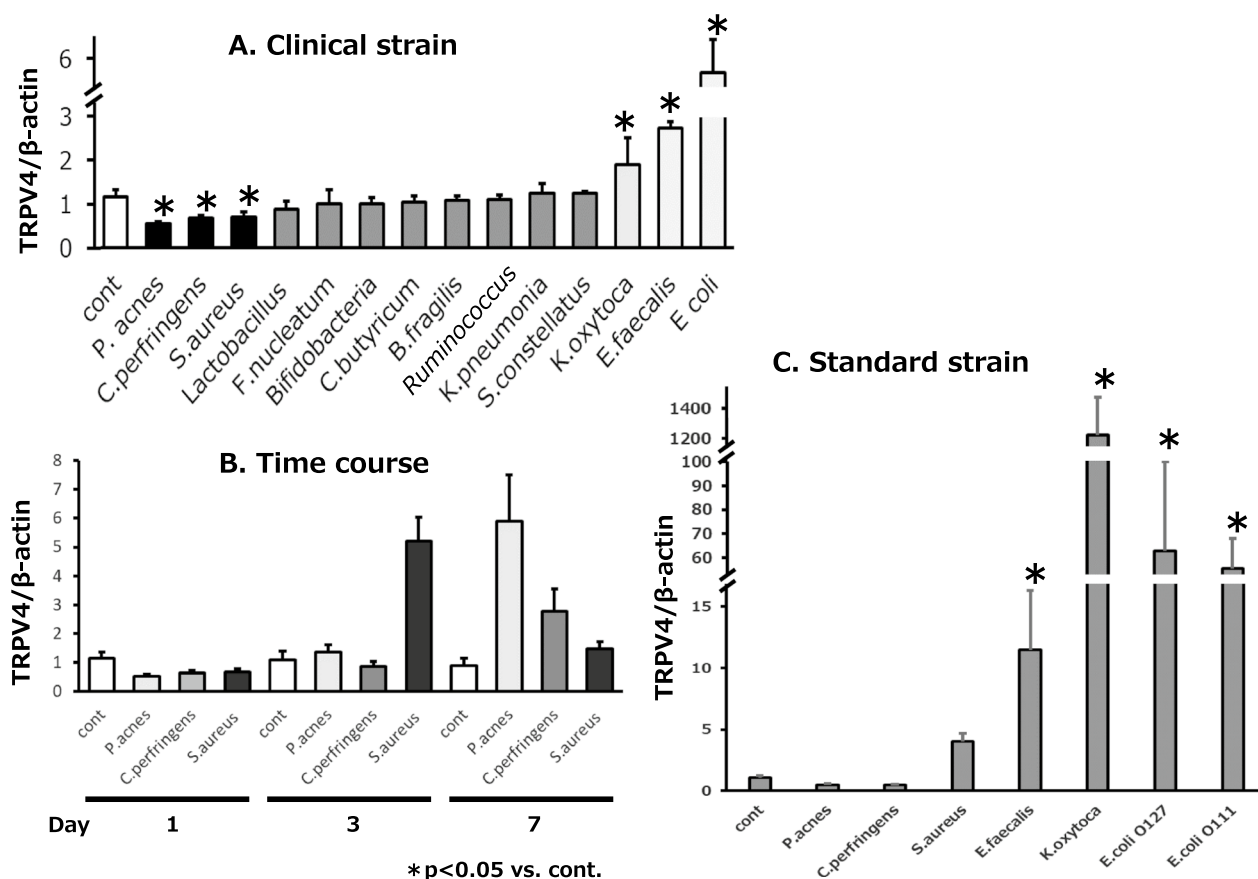 A. Clinical strain
TRPV4/β-actin
6
3
2
1
0
* * * * * *
cont
P. acnes
C.perfringens
S.aureus
Lactobacillus
F.nucleatum
Bifidobacteria
C.butyricum
B.fragilis
Ruminococcus
K.pneumonia
S.constellatus
K.oxytoca
E.faecalis
E coli
B. Time course
TRPV4/β-actin
8
7
6
5
4
3
2
1
0
cont
P.acnes
C.perfringens
S.aureus
cont
P.acnes
C.perfringens
S.aureus
cont
P.acnes
C.perfringens
S.aureus
Day 1 3 7
*p<0.05 vs. cont.
C. Standard strain
TRPV4/β-actin
1400
1200
100
90
80
70
60
15
10
5
0
* * * *
cont
P.acnes
C.perfringens
S.aureus
E.faecalis
K.oxytoca
E.coli O127
E.coli O111